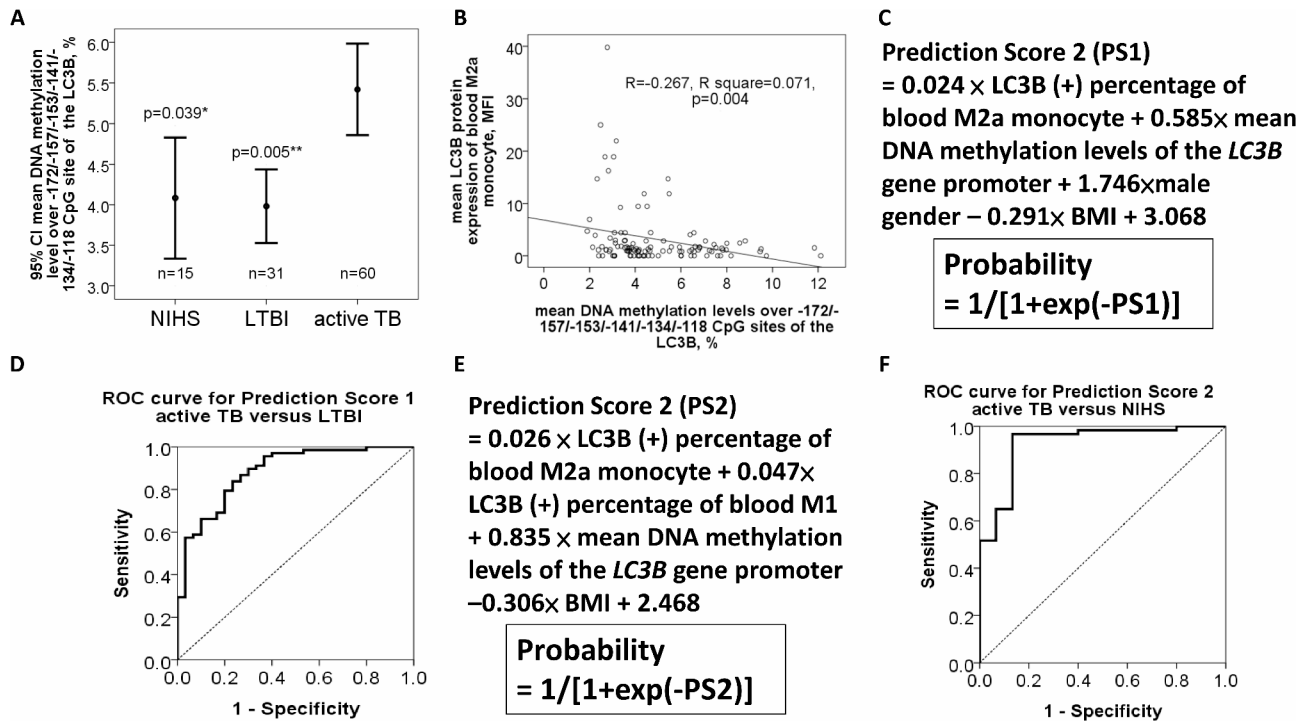 A
95% CI mean DNA methylation
level over -172/-157/-153/-141/-
134/-118 CpG sites of the LC3B, %
6.0
5.5
5.0
4.5
4.0
3.5
3.0
p=0.039*
p=0.005**
n=15
n=31
n=60
NIHS
LTBI
active TB
B
mean LC3B protein
expression of blood M2a
monocyte, MFI
40
30
20
10
0
R=-0.267, R square=0.071,
p=0.004
0
2
4
6
8
10
12
mean DNA methylation levels over -172/-
157/-153/-141/-134/-118 CpG sites of the
LC3B, %
C
Prediction Score 2 (PS1)
= 0.024 × LC3B (+) percentage of
blood M2a monocyte + 0.585× mean
DNA methylation levels of the LC3B
gene promoter + 1.746×male
gender – 0.291× BMI + 3.068
Probability
= 1/[1+exp(-PS1)]
D
ROC curve for Prediction Score 1
active TB versus LTBI
Sensitivity
1.0
0.8
0.6
0.4
0.2
0.0
0.0
0.2
0.4
0.6
0.8
1.0
1 - Specificity
E
Prediction Score 2 (PS2)
= 0.026 × LC3B (+) percentage of
blood M2a monocyte + 0.047×
LC3B (+) percentage of blood M1
+ 0.835 × mean DNA methylation
levels of the LC3B gene promoter
–0.306× BMI + 2.468
Probability
= 1/[1+exp(-PS2)]
F
ROC curve for Prediction Score 2
active TB versus NIHS
Sensitivity
1.0
0.8
0.6
0.4
0.2
0.0
0.0
0.2
0.4
0.6
0.8
1.0
1 - Specificity